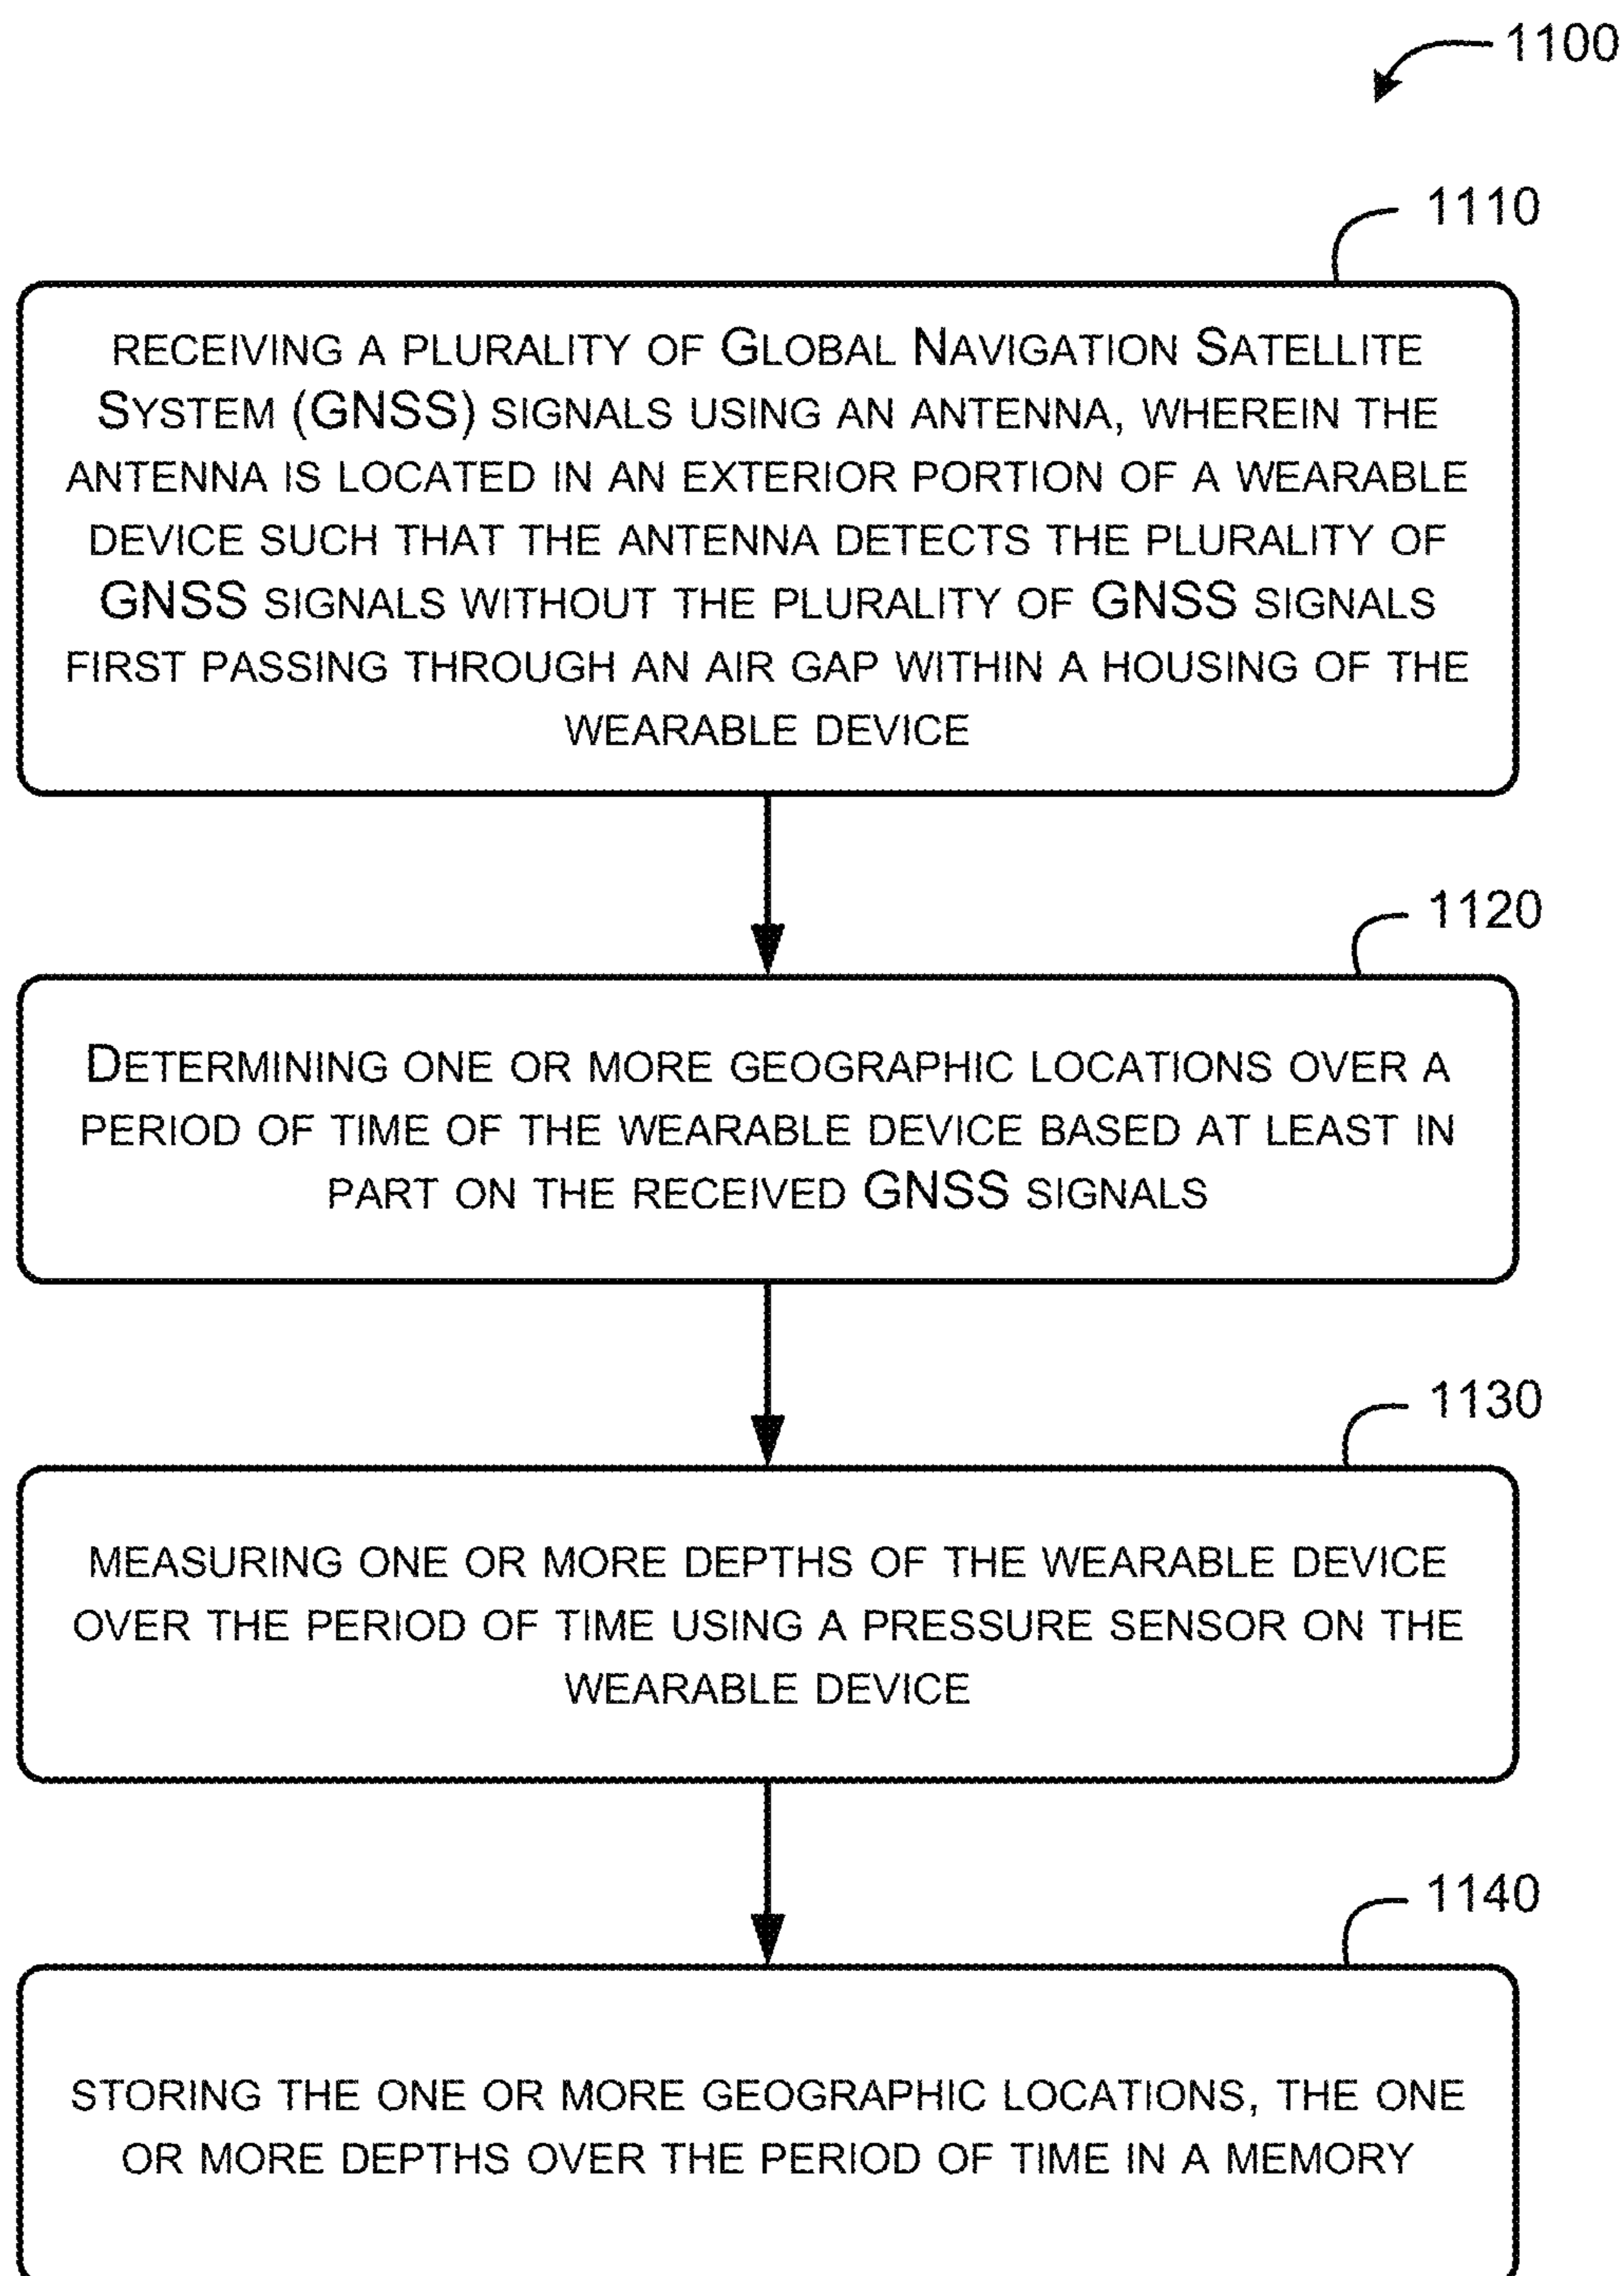 1100
1110
RECEIVING A PLURALITY OF GLOBAL NAVIGATION SATELLITE
SYSTEM (GNSS) SIGNALS USING AN ANTENNA, WHEREIN THE
ANTENNA IS LOCATED IN AN EXTERIOR PORTION OF A WEARABLE
DEVICE SUCH THAT THE ANTENNA DETECTS THE PLURALITY OF
GNSS SIGNALS WITHOUT THE PLURALITY OF GNSS SIGNALS
FIRST PASSING THROUGH AN AIR GAP WITHIN A HOUSING OF THE
WEARABLE DEVICE
1120
DETERMINING ONE OR MORE GEOGRAPHIC LOCATIONS OVER A
PERIOD OF TIME OF THE WEARABLE DEVICE BASED AT LEAST IN
PART ON THE RECEIVED GNSS SIGNALS
1130
MEASURING ONE OR MORE DEPTHS OF THE WEARABLE DEVICE
OVER THE PERIOD OF TIME USING A PRESSURE SENSOR ON THE
WEARABLE DEVICE
1140
STORING THE ONE OR MORE GEOGRAPHIC LOCATIONS, THE ONE
OR MORE DEPTHS OVER THE PERIOD OF TIME IN A MEMORY